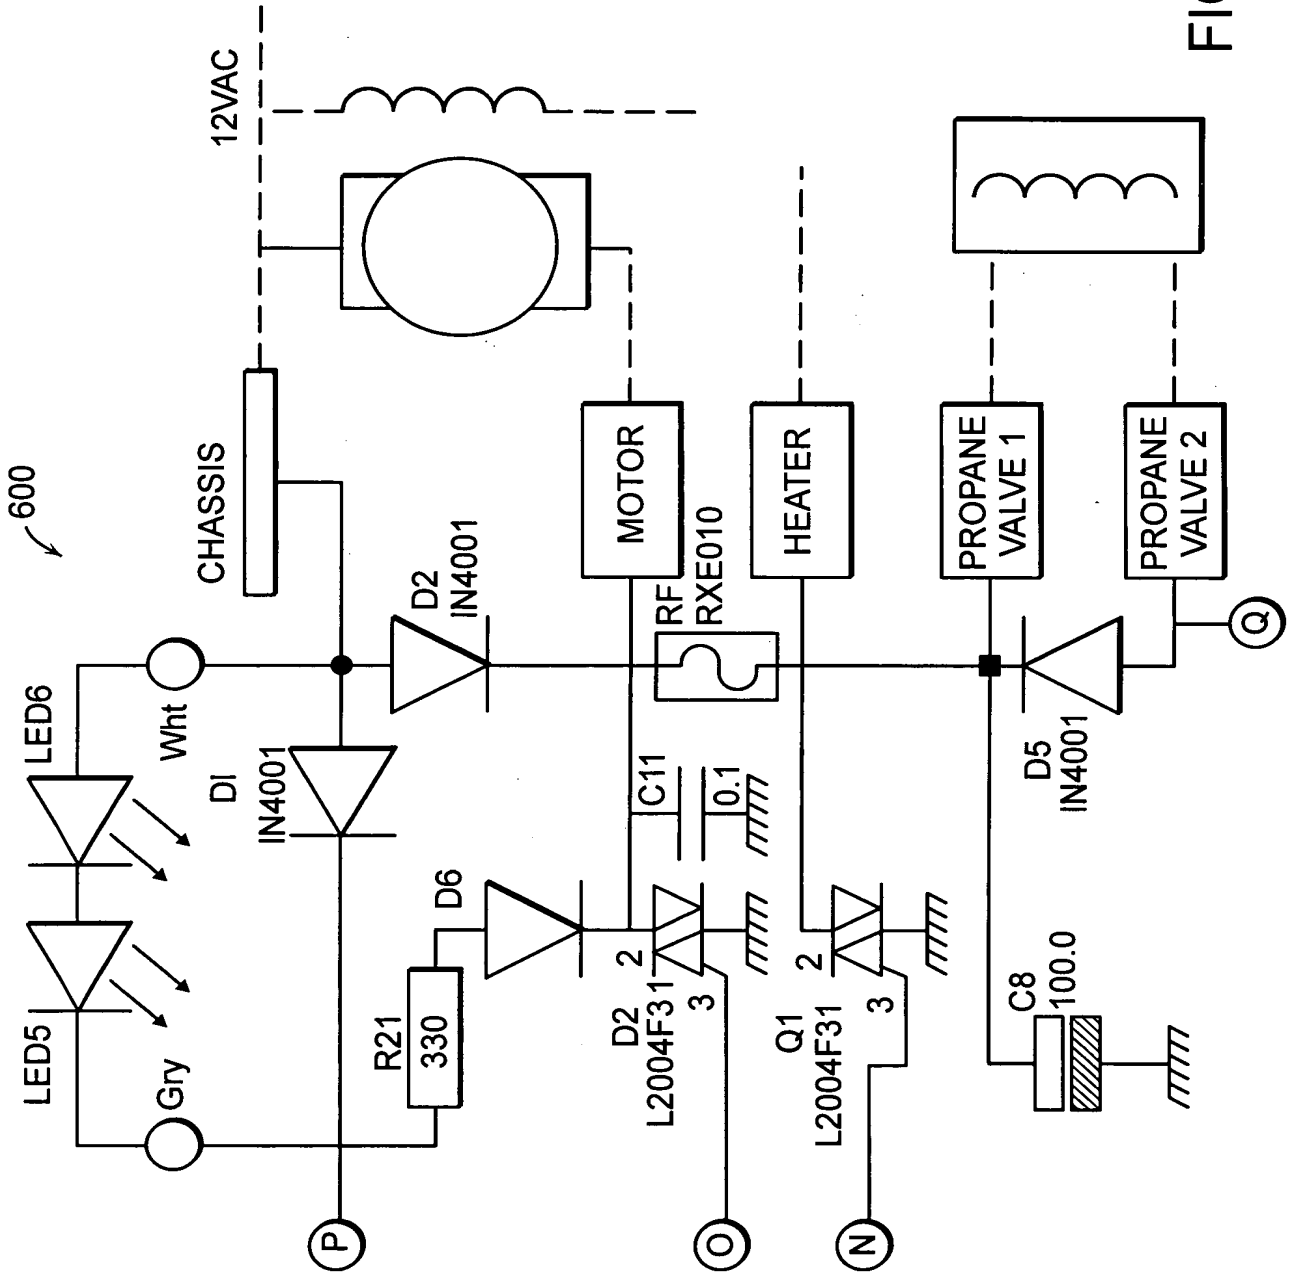 600
LED5
LED6
Gry
Wht
CHASSIS
12VAC
DI
IN4001
P
R21
330
D6
D2
IN4001
2
D2
L2004F31
3
C11
0.1
MOTOR
RF
RXE010
O
2
Q1
L2004F31
3
HEATER
N
C8
100.0
D5
IN4001
PROPANE
VALVE 1
PROPANE
VALVE 2
Q